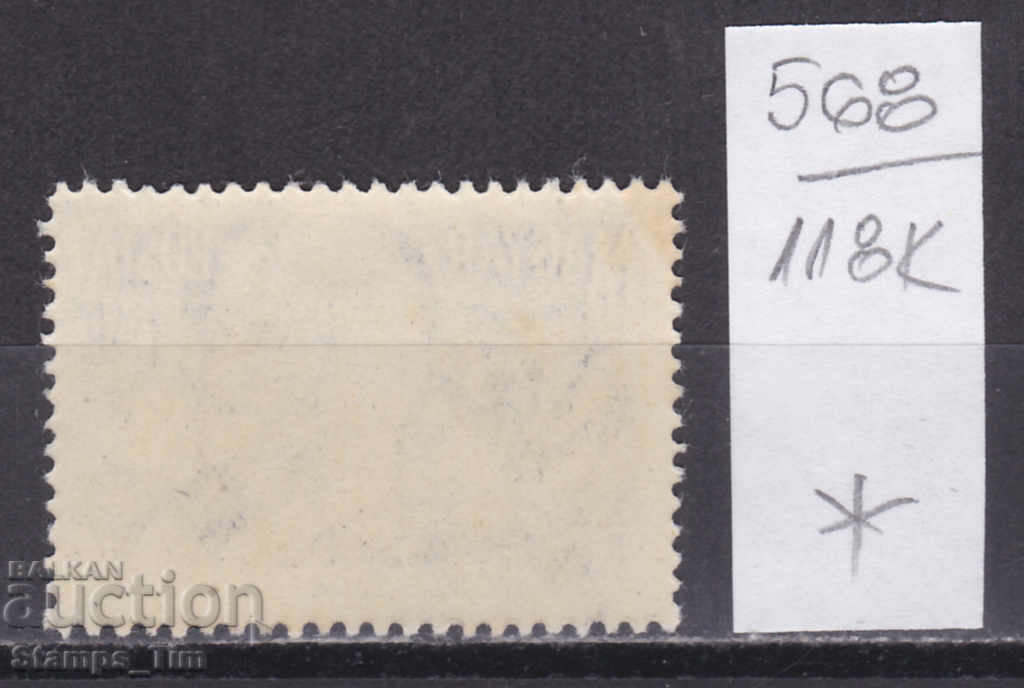 568
118K
*
BALKAN
auction
Stamps_Tim